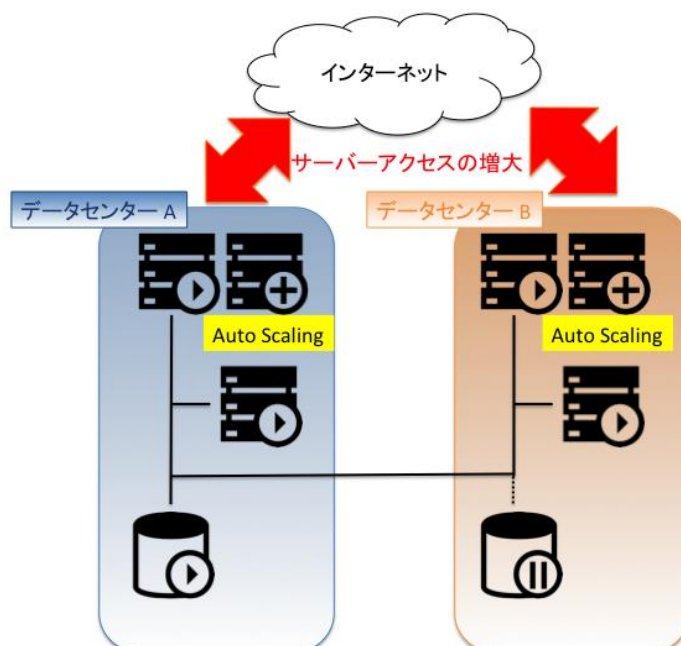 インターネット
サーバーアクセスの増大
データセンター A
データセンター B
Auto Scaling
Auto Scaling